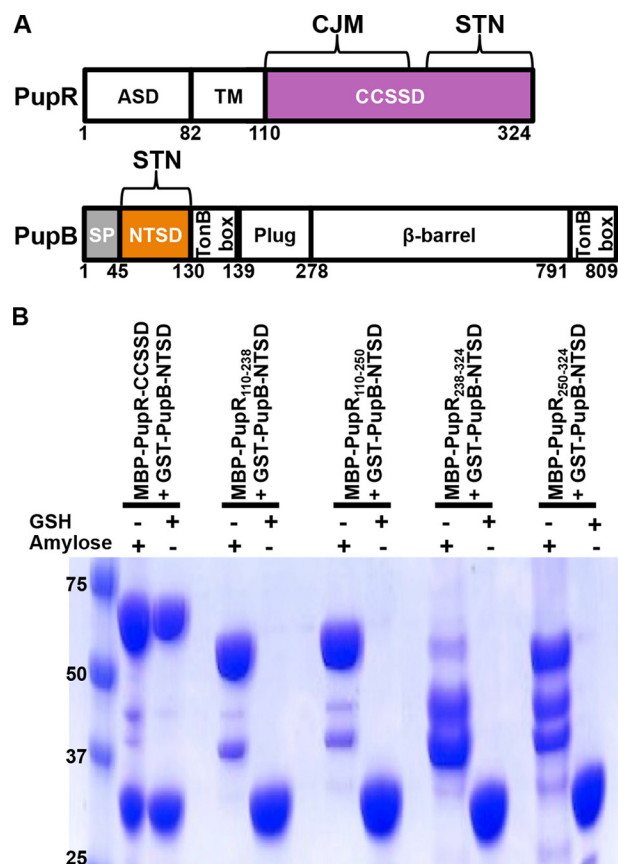 A
CJM STN
PupR ASD TM CCSSD
1 82 110 324
STN
PupB SP NTSD TonB box Plug β-barrel TonB box
1 45 130 139 278 791 809
B
MBP-PupR-CCSSD
+ GST-PupB-NTSD
MBP-PupR110-238
+ GST-PupB-NTSD
MBP-PupR110-250
+ GST-PupB-NTSD
MBP-PupR238-324
+ GST-PupB-NTSD
MBP-PupR250-324
+ GST-PupB-NTSD
GSH - + - + - + - + - +
Amylose + - + - + - + - + -
75
50
37
25